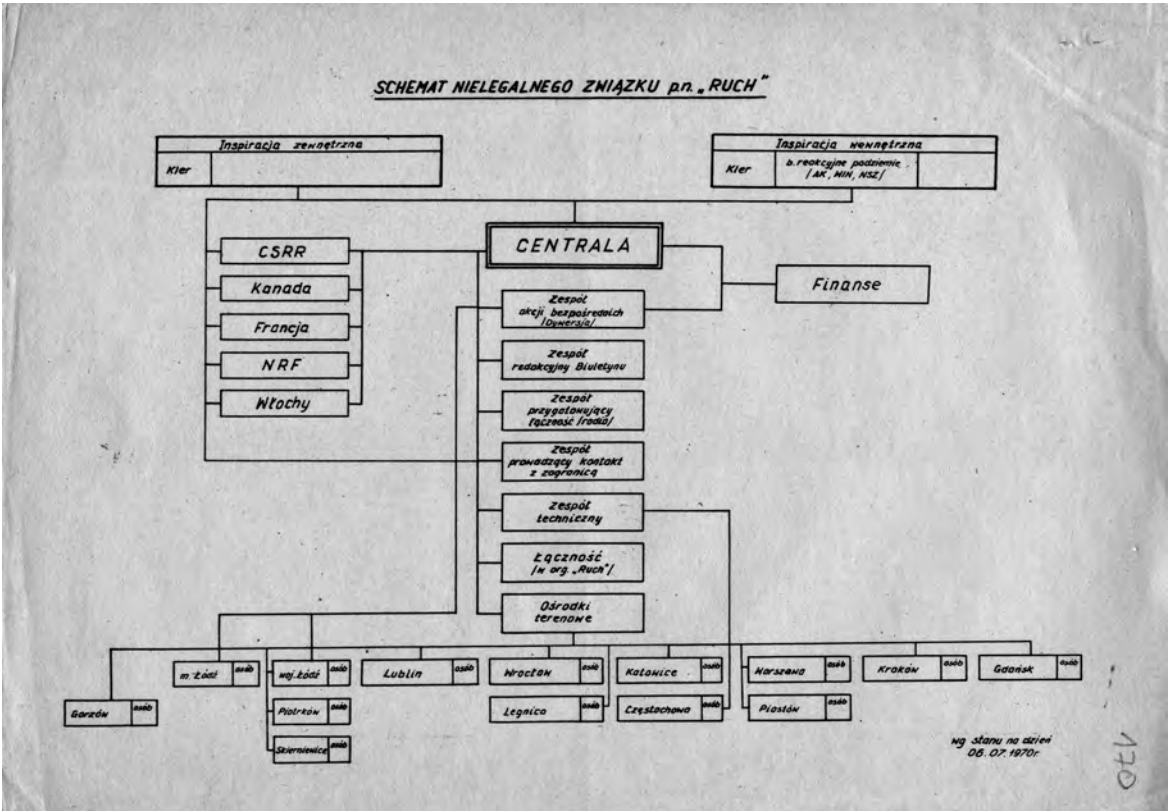 SCHEMAT NIELEGALNEGO ZWIĄZKU p.n. „RUCH"
Inspiracja zewnętrzna
Kler
Inspiracja wewnętrzna
Kler
b. reakcyjne podziemie
/AK, WIN, NSZ/
CENTRALA
Finanse
CSRR
Kanada
Francja
NRF
Włochy
Zespół
akcji bezpośrednich
/Dywersja/
Zespół
redakcyjny Biuletynu
Zespół
przygotowujący
łączność /radio/
Zespół
prowadzący kontakt
z zagranicą
Zespół
techniczny
Łączność
/w org. „Ruch"/
Ośrodki
terenowe
Gorzów osób
m. Łódź osób
woj. Łódź osób
Piotrków osób
Skierniewice osób
Lublin osób
Wrocław osób
Legnica osób
Katowice osób
Częstochowa osób
Warszawa osób
Piastów osób
Kraków osób
Gdańsk osób
wg stanu na dzień
06.07.1970r.
170